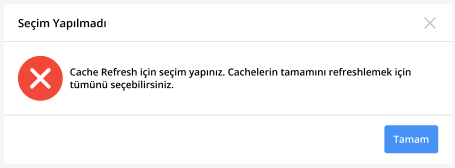 Seçim Yapılmadı
Cache Refresh için seçim yapınız. Cachelerin tamamını refreshlemek için
tümünü seçebilirsiniz.
Tamam